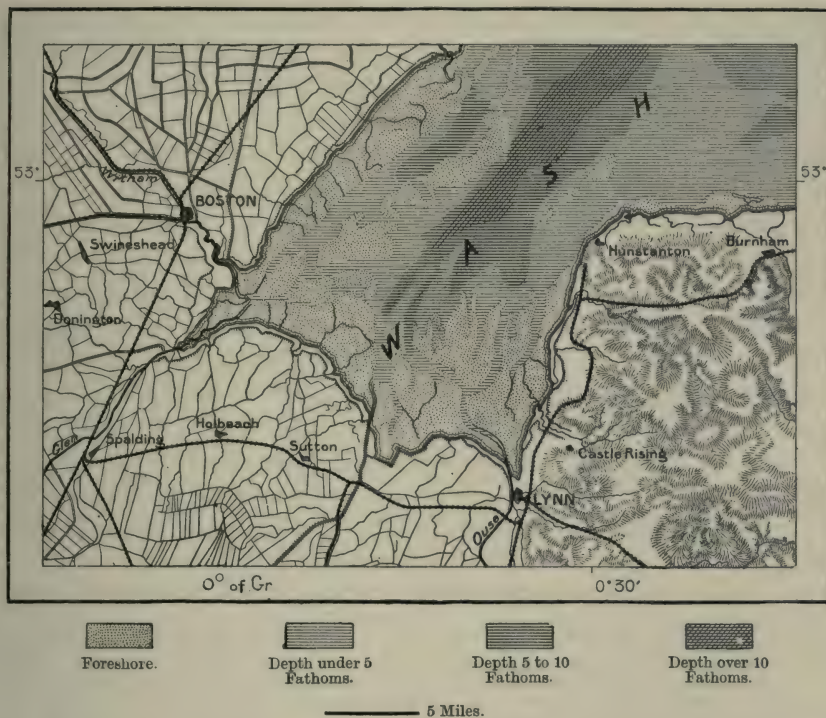 H
53°
53°
Witham
S
BOSTON
Swineshead
A
Hunstanton
Burnham
Donington
W
Holbeach
Glen
Spalding
Sutton
Castle Rising
LYNN
Ouse
0° of Gr
0°30'
Foreshore.
Depth under 5
Fathoms.
Depth 5 to 10
Fathoms.
Depth over 10
Fathoms.
5 Miles.